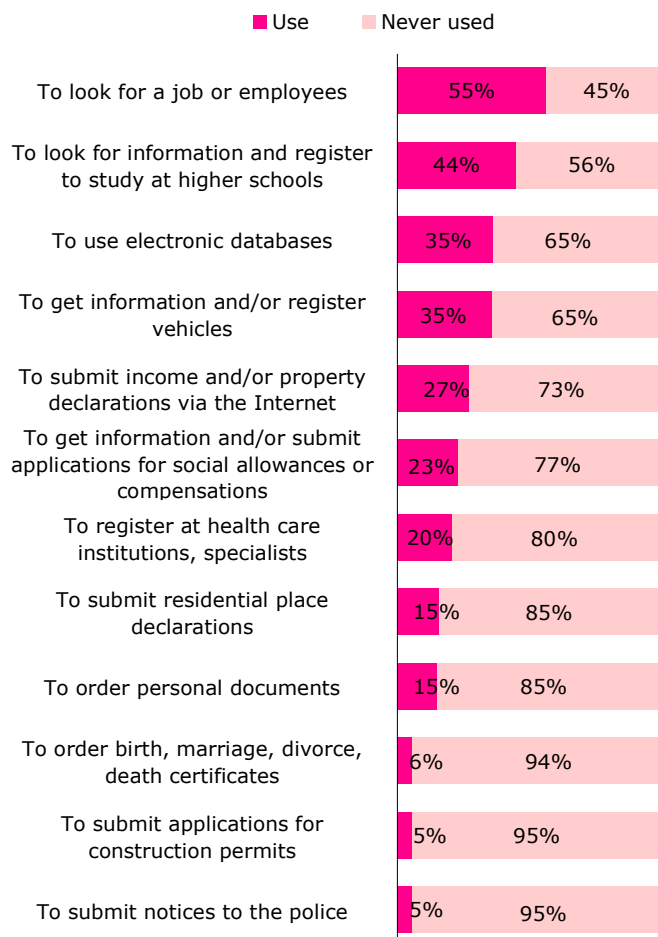 Use Never used
To look for a job or employees 55% 45%
To look for information and register
to study at higher schools 44% 56%
To use electronic databases 35% 65%
To get information and/or register
vehicles 35% 65%
To submit income and/or property
declarations via the Internet 27% 73%
To get information and/or submit
applications for social allowances or
compensations 23% 77%
To register at health care
institutions, specialists 20% 80%
To submit residential place
declarations 15% 85%
To order personal documents 15% 85%
To order birth, marriage, divorce,
death certificates 6% 94%
To submit applications for
construction permits 5% 95%
To submit notices to the police 5% 95%